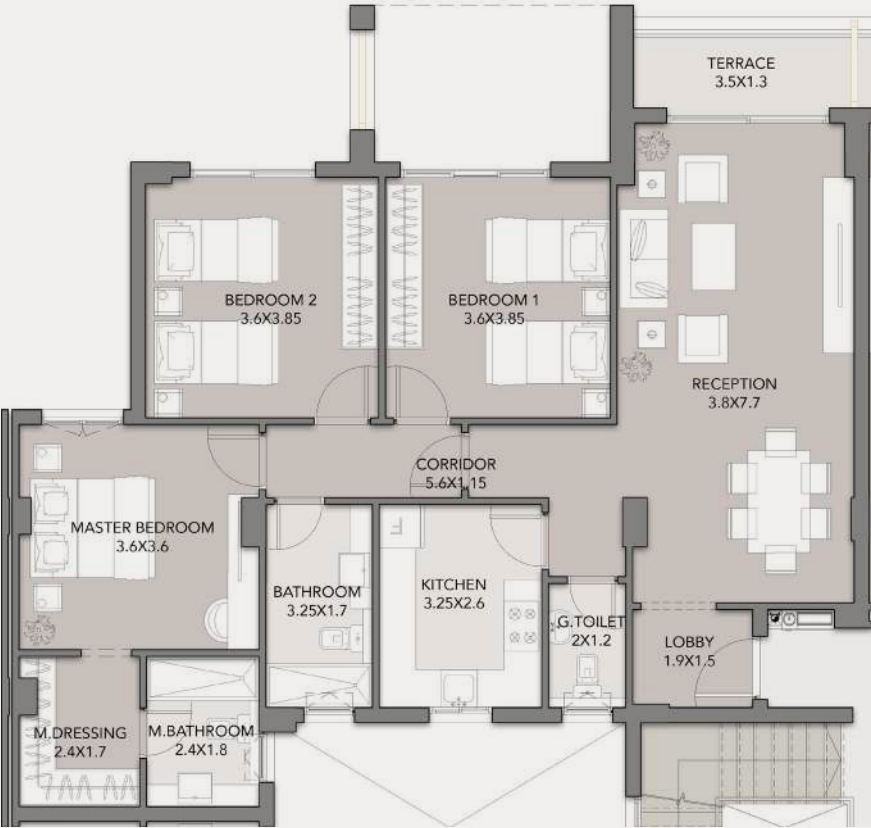 TERRACE
3.5X1.3
BEDROOM 2
3.6X3.85
BEDROOM 1
3.6X3.85
RECEPTION
3.8X7.7
CORRIDOR
5.6X1.15
MASTER BEDROOM
3.6X3.6
BATHROOM
3.25X1.7
KITCHEN
3.25X2.6
F
G.TOILET
2X1.2
LOBBY
1.9X1.5
M.DRESSING
2.4X1.7
M.BATHROOM
2.4X1.8